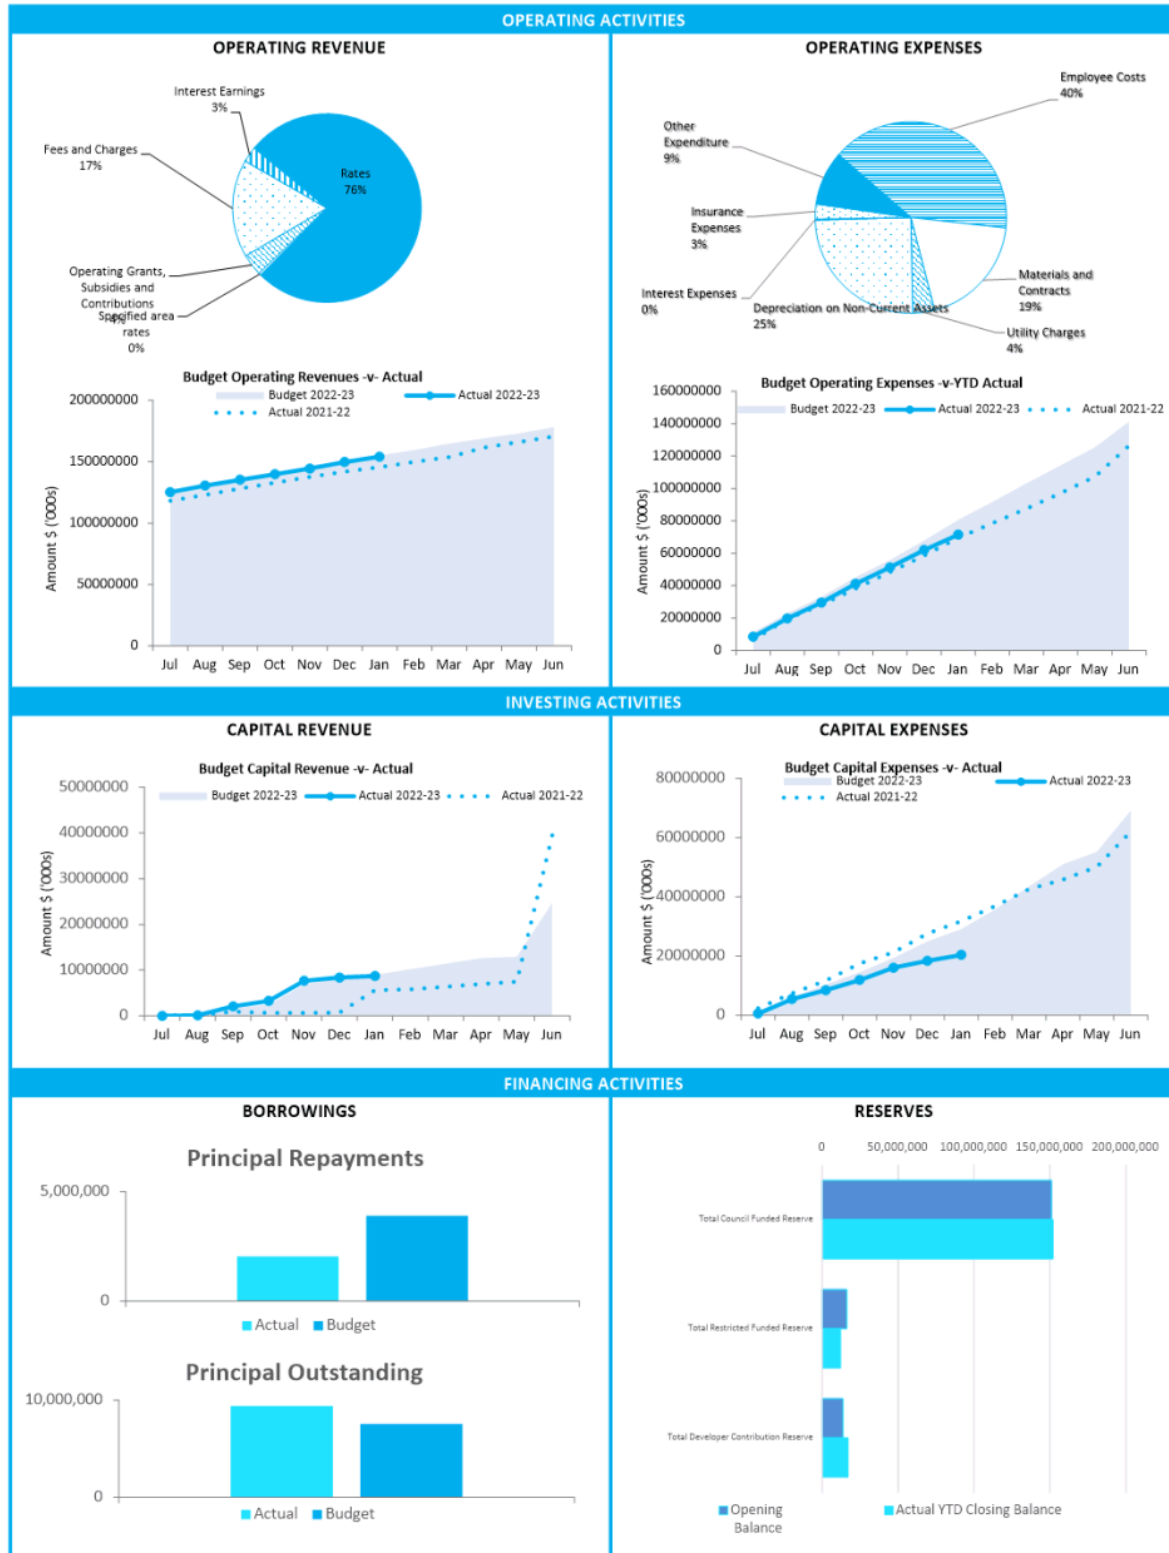 OPERATING ACTIVITIES
OPERATING REVENUE
Interest Earnings
3%
Fees and Charges
17%
Rates
76%
Operating Grants,
Subsidies and
Contributions
4%
Specified area
rates
0%
Budget Operating Revenues -v- Actual
Budget 2022-23
Actual 2022-23
Actual 2021-22
Amount $ ('000s)
200000000
150000000
100000000
50000000
0
Jul Aug Sep Oct Nov Dec Jan Feb Mar Apr May Jun
OPERATING EXPENSES
Employee Costs
40%
Other
Expenditure
9%
Insurance
Expenses
3%
Interest Expenses
0%
Depreciation on Non-Current Assets
25%
Materials and
Contracts
19%
Utility Charges
4%
Budget Operating Expenses -v-YTD Actual
Budget 2022-23 Actual 2022-23 Actual 2021-22
Amount $ ('000s)
160000000
140000000
120000000
100000000
80000000
60000000
40000000
20000000
0
Jul Aug Sep Oct Nov Dec Jan Feb Mar Apr May Jun
INVESTING ACTIVITIES
CAPITAL REVENUE
Budget Capital Revenue -v- Actual
Budget 2022-23 Actual 2022-23 Actual 2021-22
Amount $ ('000s)
50000000
40000000
30000000
20000000
10000000
0
Jul Aug Sep Oct Nov Dec Jan Feb Mar Apr May Jun
CAPITAL EXPENSES
Budget Capital Expenses -v- Actual
Budget 2022-23 Actual 2022-23
Actual 2021-22
Amount $ ('000s)
80000000
60000000
40000000
20000000
0
Jul Aug Sep Oct Nov Dec Jan Feb Mar Apr May Jun
FINANCING ACTIVITIES
BORROWINGS
Principal Repayments
5,000,000
0
Actual Budget
Principal Outstanding
10,000,000
0
Actual Budget
RESERVES
0 50,000,000 100,000,000 150,000,000 200,000,000
Total Council Funded Reserve
Total Restricted Funded Reserve
Total Developer Contribution Reserve
Opening
Balance
Actual YTD Closing Balance